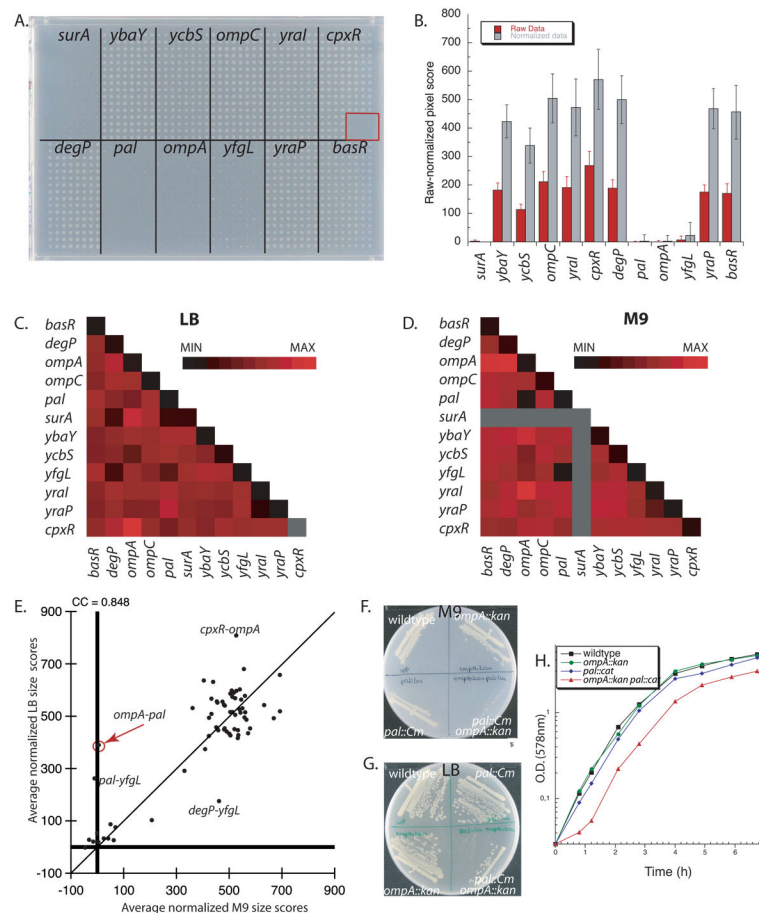 A.
surA ybaY ycbS ompC yraI cpxR
degP pal ompA yfgL yraP basR
B.
Raw Data
Normalized data
Raw-normalized pixel score
800
700
600
500
400
300
200
100
0
surA ybaY ycbS ompC yraI cpxR degP pal ompA yfgL yraP basR
C. LB
MIN MAX
basR
degP
ompA
ompC
pal
surA
ybaY
ycbS
yfgL
yraI
yraP
cpxR
basR degP ompA ompC pal surA ybaY ycbS yfgL yraI yraP cpxR
D. M9
MIN MAX
basR
degP
ompA
ompC
pal
surA
ybaY
ycbS
yfgL
yraI
yraP
cpxR
basR degP ompA ompC pal surA ybaY ycbS yfgL yraI yraP cpxR
E.
CC = 0.848
Average normalized LB size scores
900
700
500
300
100
-100
cpxR-ompA
ompA-pal
pal-yfgL
degP-yfgL
-100 100 300 500 700 900
Average normalized M9 size scores
F. M9
wildtype ompA::kan
pal::Cm
pal::Cm
ompA::kan
G. LB
wildtype pal::Cm
ompA::kan
pal::Cm
ompA::kan
H.
wildtype
ompA::kan
pal::cat
ompA::kan pal::cat
O.D.(578nm)
1
0,1
0 2 4 6
Time (h)